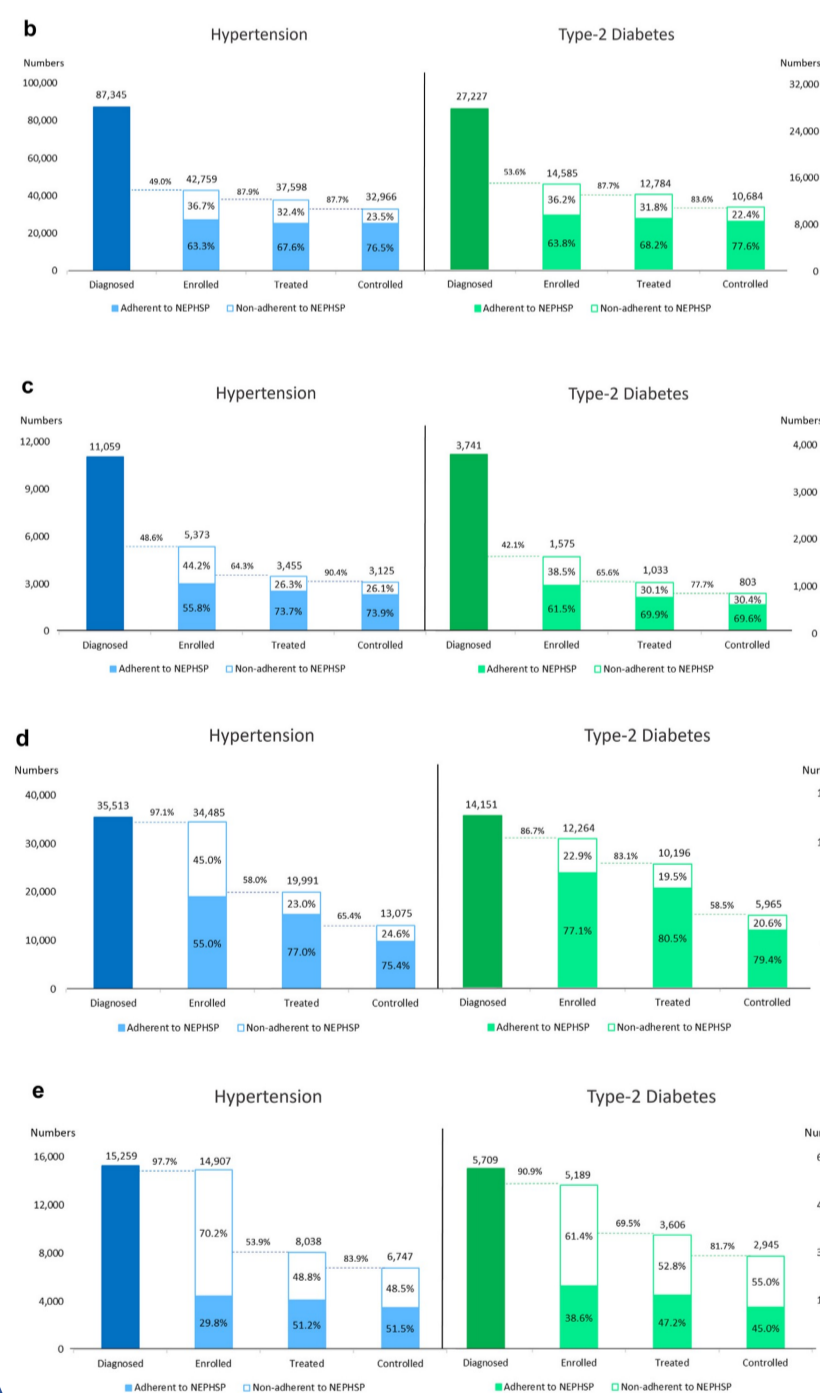 b
Hypertension Type-2 Diabetes
Numbers Numbers
100,000 80,000 60,000 40,000 20,000 0
87,345
49.0% 42,759 36.7% 63.3%
87.9% 37,598 32.4% 67.6%
87.7% 32,966 23.5% 76.5%
Diagnosed Enrolled Treated Controlled
Adherent to NEPHSP Non-adherent to NEPHSP
27,227
53.6% 14,585 36.2% 63.8%
87.7% 12,784 31.8% 68.2%
83.6% 10,684 22.4% 77.6%
32,000 24,000 16,000 8,000 0
Diagnosed Enrolled Treated Controlled
Adherent to NEPHSP Non-adherent to NEPHSP
c
Hypertension Type-2 Diabetes
Numbers Numbers
12,000 9,000 6,000 3,000 0
11,059
48.6% 5,373 44.2% 55.8%
64.3% 3,455 26.3% 73.7%
90.4% 3,125 26.1% 73.9%
Diagnosed Enrolled Treated Controlled
Adherent to NEPHSP Non-adherent to NEPHSP
3,741
42.1% 1,575 38.5% 61.5%
65.6% 1,033 30.1% 69.9%
77.7% 803 30.4% 69.6%
4,000 3,000 2,000 1,000 0
Diagnosed Enrolled Treated Controlled
Adherent to NEPHSP Non-adherent to NEPHSP
d
Hypertension Type-2 Diabetes
Numbers
40,000 30,000 20,000 10,000 0
35,513
97.1% 34,485 45.0% 55.0%
58.0% 19,991 23.0% 77.0%
65.4% 13,075 24.6% 75.4%
Diagnosed Enrolled Treated Controlled
Adherent to NEPHSP Non-adherent to NEPHSP
14,151
86.7% 12,264 22.9% 77.1%
83.1% 10,196 19.5% 80.5%
58.5% 5,965 20.6% 79.4%
Diagnosed Enrolled Treated Controlled
Adherent to NEPHSP Non-adherent to NEPHSP
e
Hypertension Type-2 Diabetes
Numbers
16,000 12,000 8,000 4,000 0
15,259
97.7% 14,907 70.2% 29.8%
53.9% 8,038 48.8% 51.2%
83.9% 6,747 48.5% 51.5%
Diagnosed Enrolled Treated Controlled
Adherent to NEPHSP Non-adherent to NEPHSP
5,709
90.9% 5,189 61.4% 38.6%
69.5% 3,606 52.8% 47.2%
81.7% 2,945 55.0% 45.0%
Diagnosed Enrolled Treated Controlled
Adherent to NEPHSP Non-adherent to NEPHSP